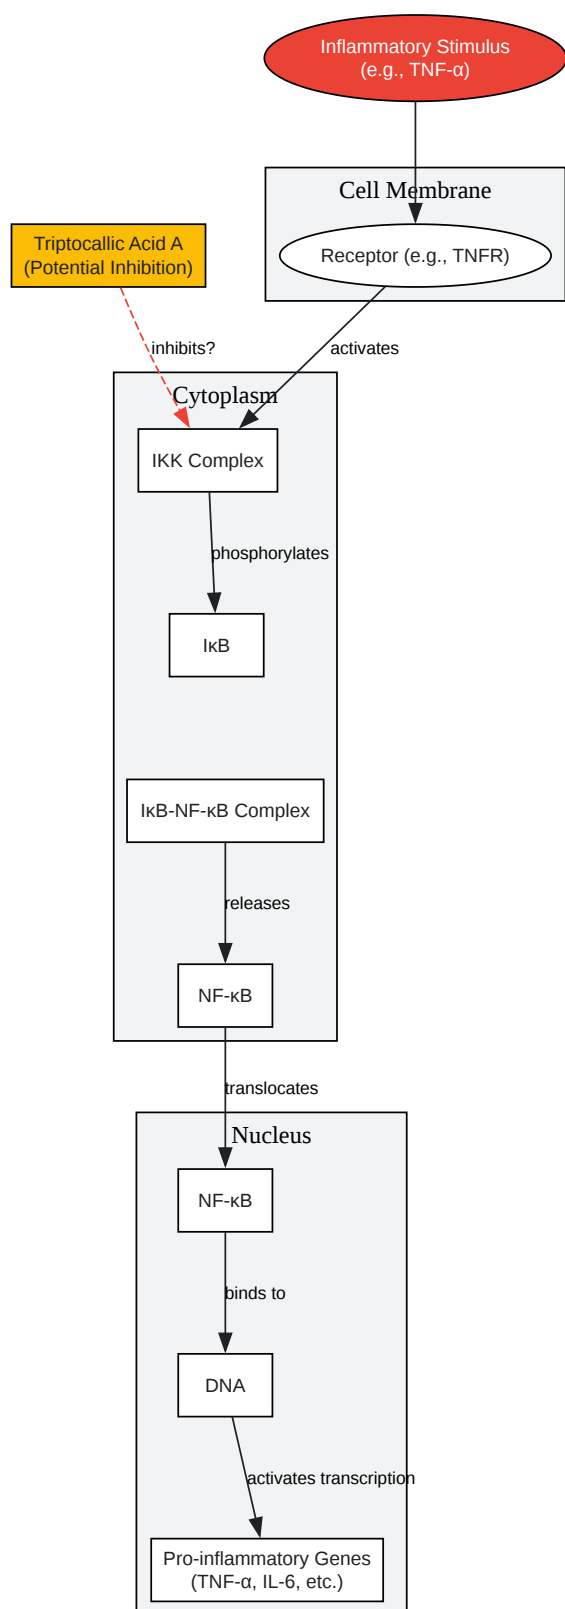 Inflammatory Stimulus
(e.g., TNF-α)
Cell Membrane
Receptor (e.g., TNFR)
Triptocallic Acid A
(Potential Inhibition)
inhibits?
activates
Cytoplasm
IKK Complex
phosphorylates
IκB
IκB-NF-κB Complex
releases
NF-κB
translocates
Nucleus
NF-κB
binds to
DNA
activates transcription
Pro-inflammatory Genes
(TNF-α, IL-6, etc.)